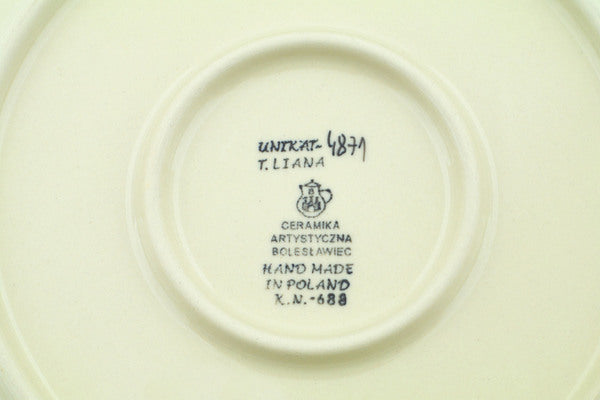 UNIKAT- 4871
T. LIANA
CERAMIKA
ARTYSTYCZNA
BOLESŁAWIEC
HAND MADE
IN POLAND
K.N.-688